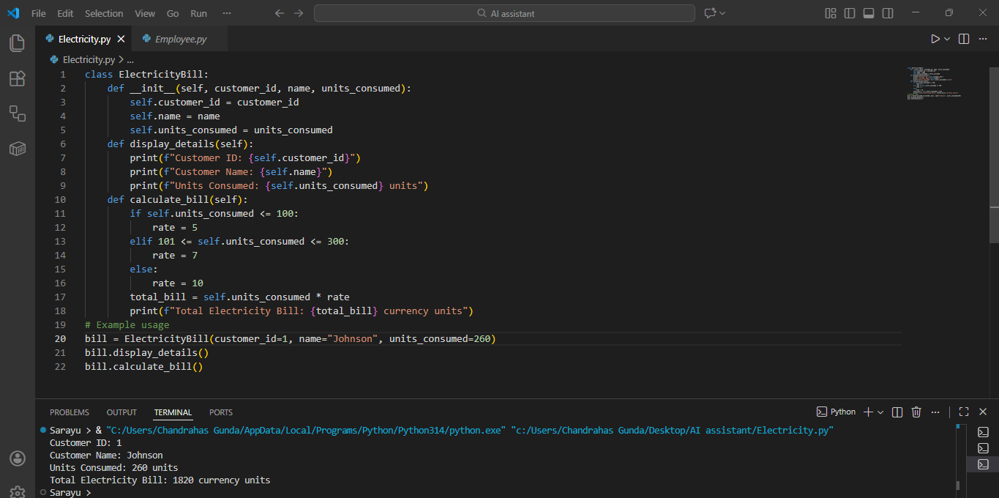 File Edit Selection View Go Run ··· AI assistant
Electricity.py Employee.py
Electricity.py > ...
1 class ElectricityBill:
2     def __init__(self, customer_id, name, units_consumed):
3         self.customer_id = customer_id
4         self.name = name
5         self.units_consumed = units_consumed
6     def display_details(self):
7         print(f"Customer ID: {self.customer_id}")
8         print(f"Customer Name: {self.name}")
9         print(f"Units Consumed: {self.units_consumed} units")
10     def calculate_bill(self):
11         if self.units_consumed <= 100:
12             rate = 5
13         elif 101 <= self.units_consumed <= 300:
14             rate = 7
15         else:
16             rate = 10
17         total_bill = self.units_consumed * rate
18         print(f"Total Electricity Bill: {total_bill} currency units")
19 # Example usage
20 bill = ElectricityBill(customer_id=1, name="Johnson", units_consumed=260)
21 bill.display_details()
22 bill.calculate_bill()
PROBLEMS OUTPUT TERMINAL PORTS Python
Sarayu > & "C:/Users/Chandrahas Gunda/AppData/Local/Programs/Python/Python314/python.exe" "c:/Users/Chandrahas Gunda/Desktop/AI assistant/Electricity.py"
Customer ID: 1
Customer Name: Johnson
Units Consumed: 260 units
Total Electricity Bill: 1820 currency units
Sarayu >